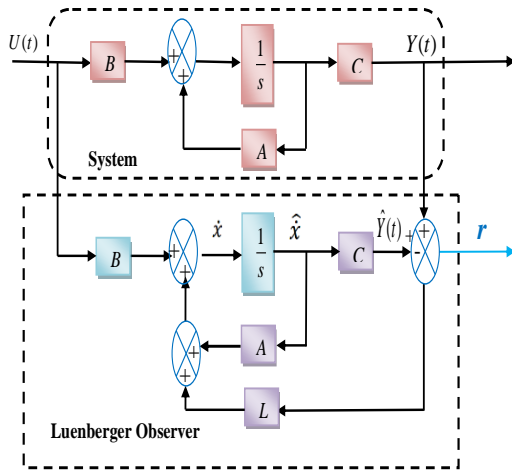 U(t)
B
+
+
1
s
C
Y(t)
A
System
B
+
+
ẋ
1
s
x̂̇
C
Ŷ(t)
+
+
-
r
A
+
+
L
Luenberger Observer